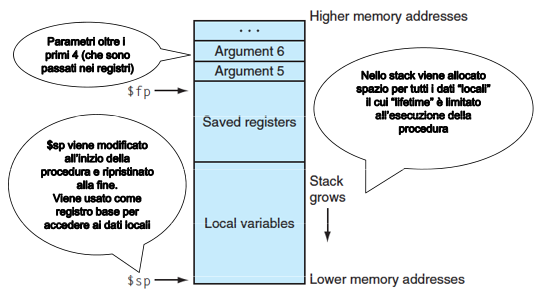 Higher memory addresses
. . .
Parametri oltre i
primi 4 (che sono
passati nei registri)
Argument 6
Argument 5
$fp
Nello stack viene allocato
spazio per tutti i dati “locali”
il cui “lifetime” è limitato
all’esecuzione della
procedura
Saved registers
$sp viene modificato
all’inizio della
procedura e ripristinato
alla fine.
Viene usato come
registro base per
accedere ai dati locali
Stack
grows
Local variables
$sp
Lower memory addresses